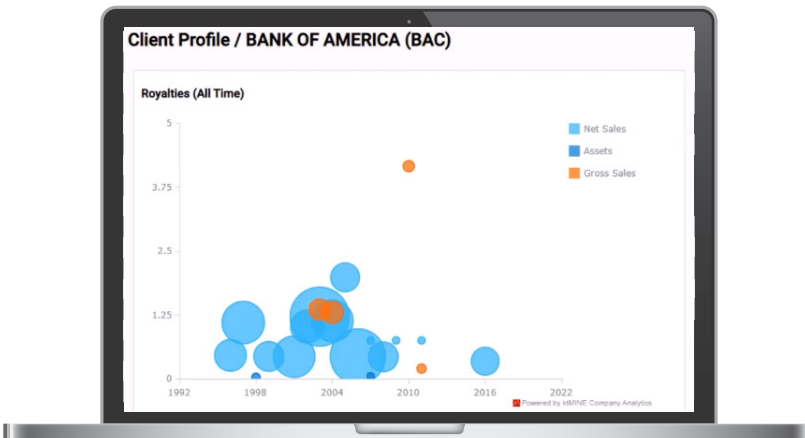 Client Profile / BANK OF AMERICA (BAC)
Royalties (All Time)
5
3.75
2.5
1.25
0
1992
1998
2004
2010
2016
2022
Net Sales
Assets
Gross Sales
Powered by ktMINE Company Analytics